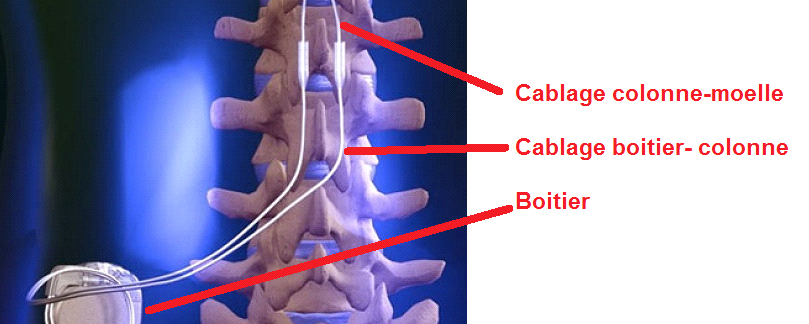 Cablage colonne-moelle
Cablage boitier- colonne
Boitier